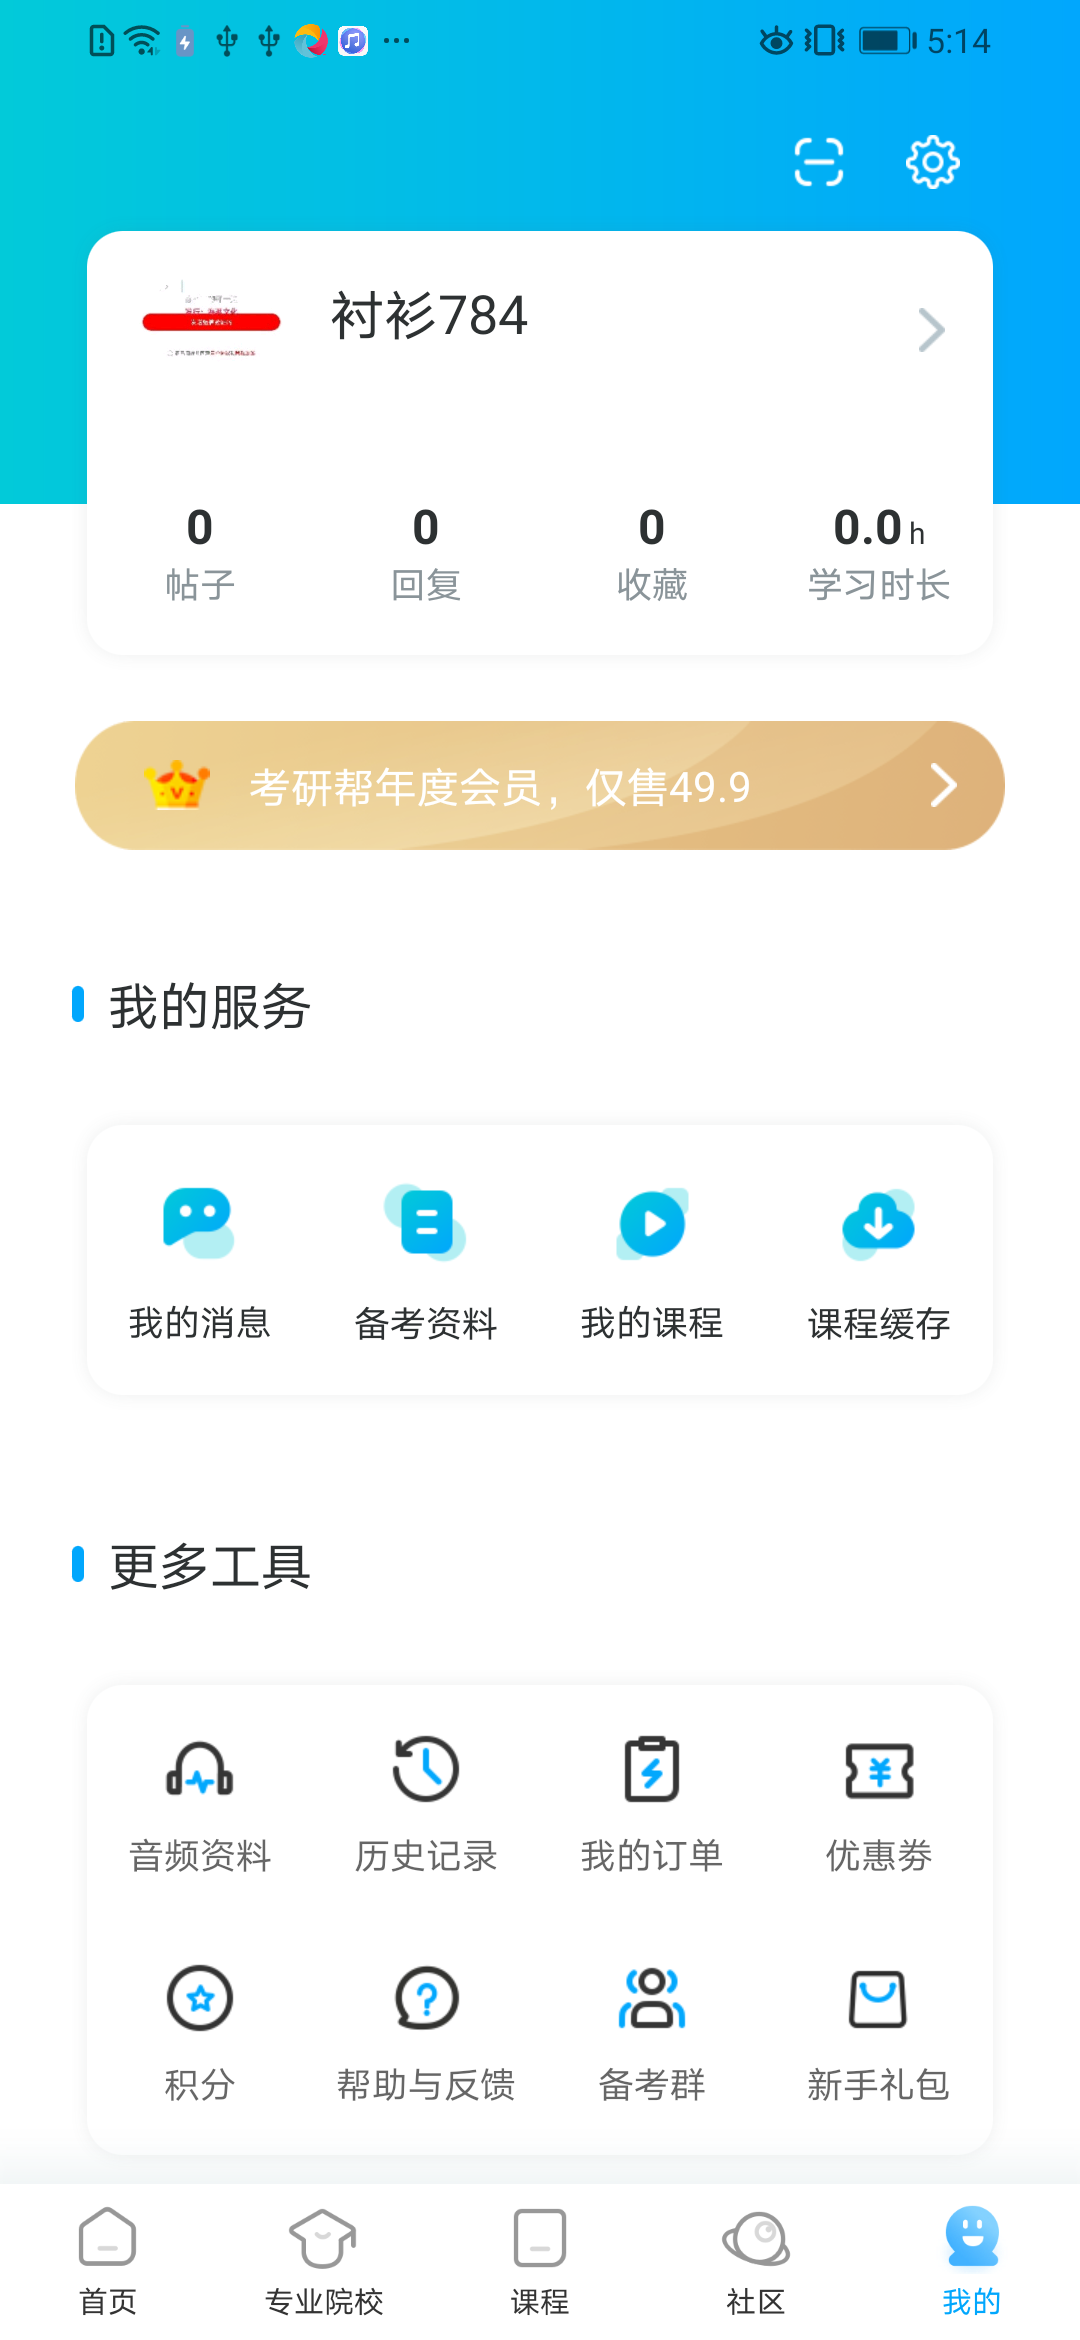 5:14
衬衫784
0
0
0
0.0 h
帖子
回复
收藏
学习时长
考研帮年度会员，仅售49.9
我的服务
我的消息
备考资料
我的课程
课程缓存
更多工具
音频资料
历史记录
我的订单
优惠券
积分
帮助与反馈
备考群
新手礼包
首页
专业院校
课程
社区
我的